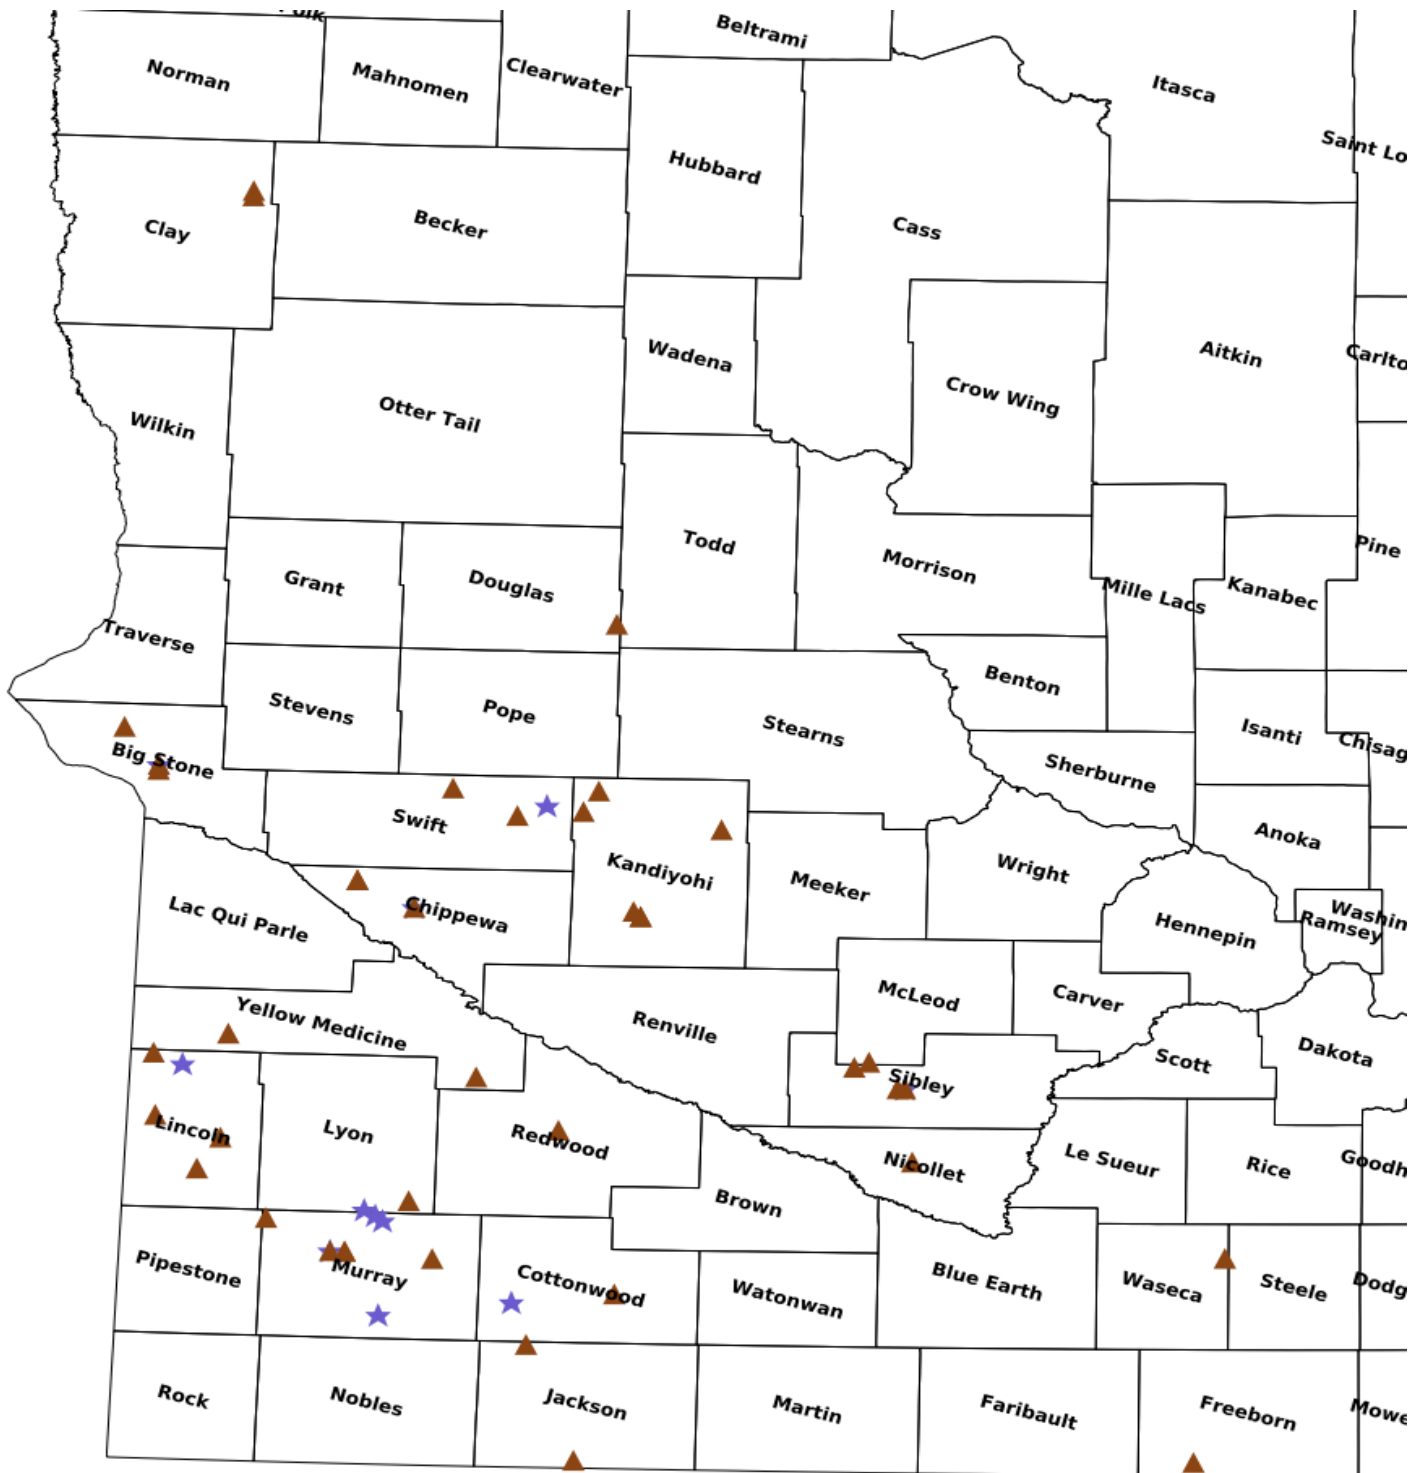 Beltrami
Norman
Mahnomen
Clearwater
Itasca
Saint Lo
Hubbard
Clay
Becker
Cass
Wadena
Aitkin
Carlto
Crow Wing
Otter Tail
Wilkin
Todd
Morrison
Pine
Grant
Douglas
Mille Lacs
Kanabec
Traverse
Benton
Stevens
Pope
Stearns
Isanti
Chisag
Big Stone
Sherburne
Swift
Anoka
Kandiyohi
Meeker
Wright
Lac Qui Parle
Chippewa
Hennepin
Washin
Ramsey
McLeod
Carver
Yellow Medicine
Renville
Scott
Dakota
Sibley
Lincoln
Lyon
Redwood
Nicollet
Le Sueur
Rice
Goodh
Brown
Pipestone
Murray
Cottonwood
Watonwan
Blue Earth
Waseca
Steele
Dodg
Rock
Nobles
Jackson
Martin
Faribault
Freeborn
Mowe